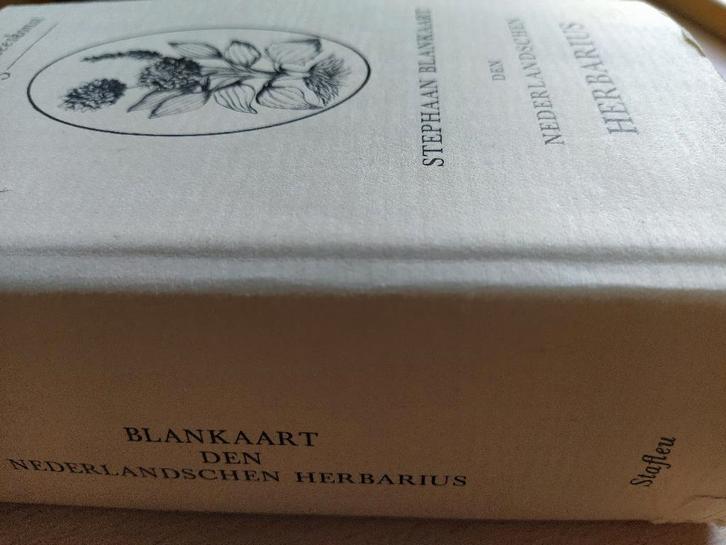 STEPHAAN BLANKAART
DEN
NEDERLANDSCHEN
HERBARIUS
BLANKAART
DEN
NEDERLANDSCHEN HERBARIUS
Stafleu